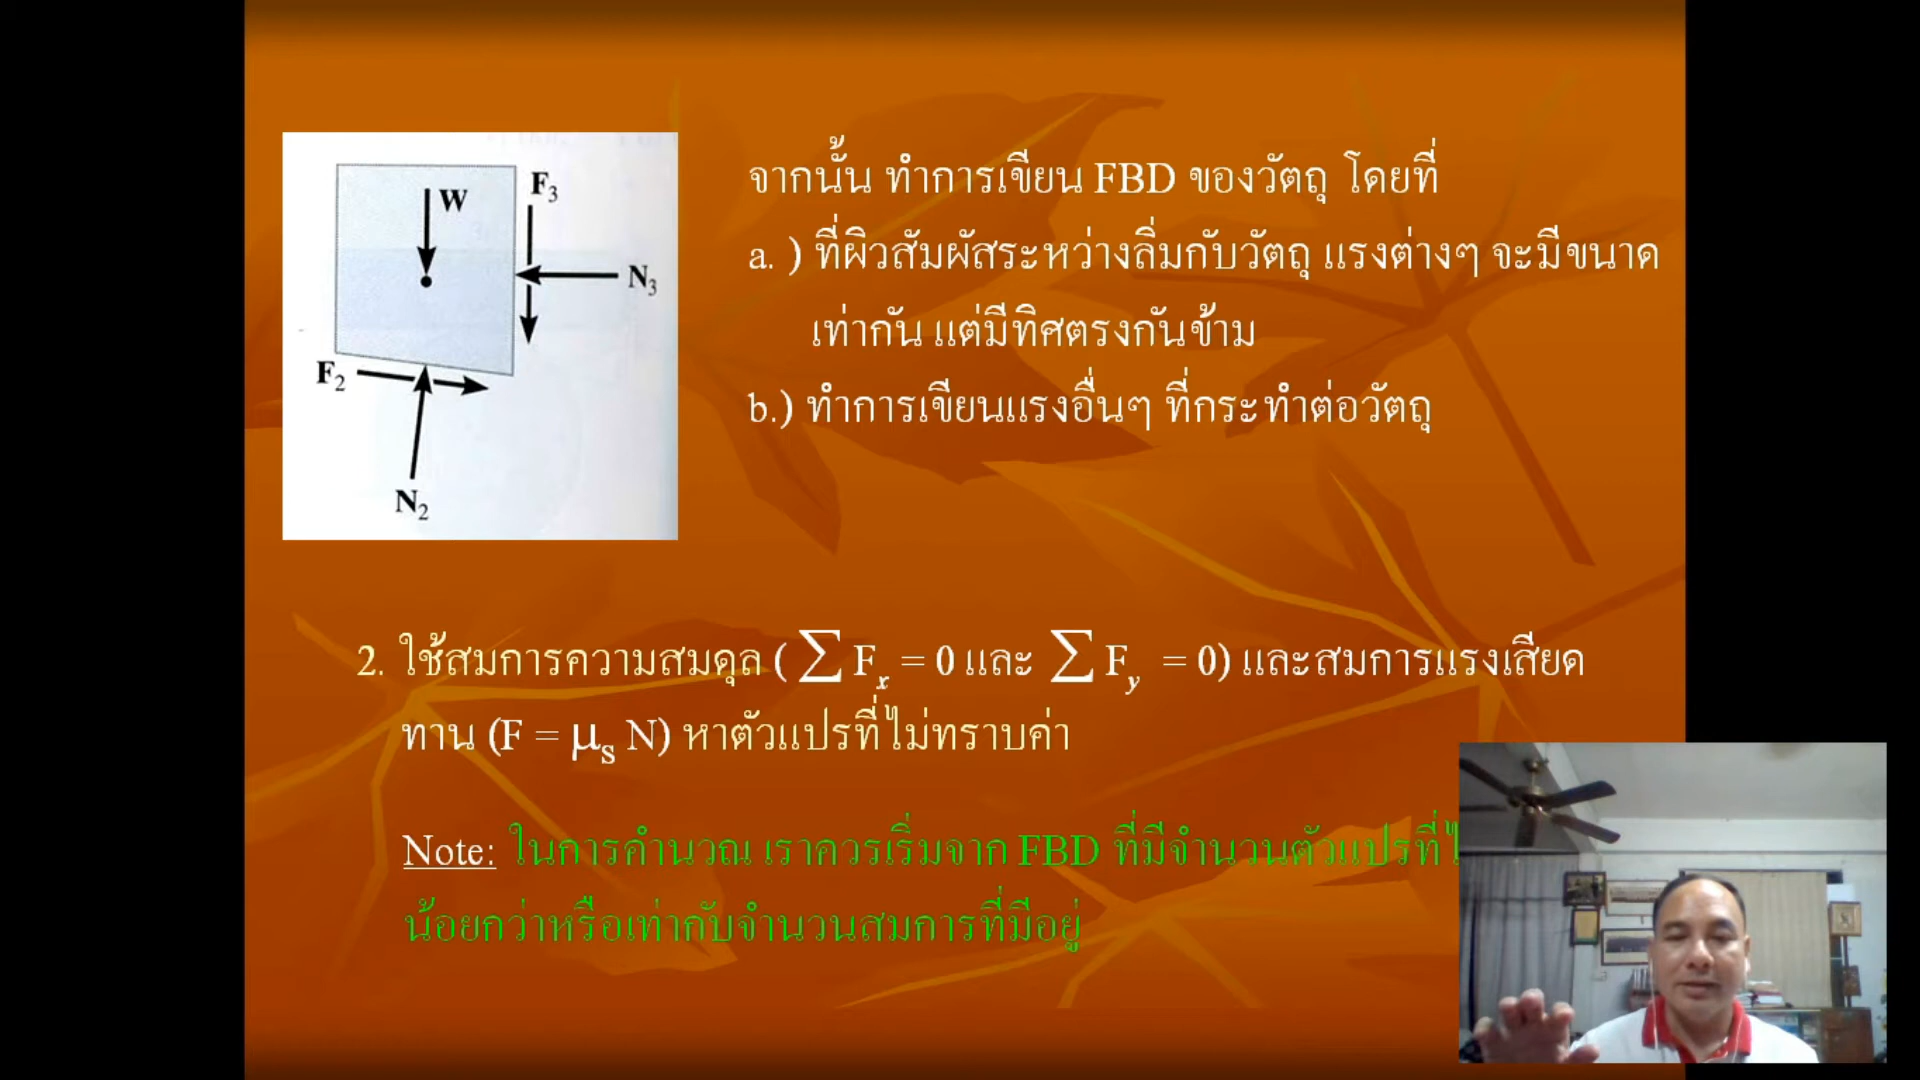 W
F3
N3
F2
N2
จากนั้น ทำการเขียน FBD ของวัตถุ โดยที่
a. ) ที่ผิวสัมผัสระหว่างลิ่มกับวัตถุ แรงต่างๆ จะมีขนาด
เท่ากัน แต่มีทิศตรงกันข้าม
b.) ทำการเขียนแรงอื่นๆ ที่กระทำต่อวัตถุ
2. ใช้สมการความสมดุล ( ∑ Fx = 0 และ ∑ Fy = 0) และสมการแรงเสียด
ทาน (F = μs N) หาตัวแปรที่ไม่ทราบค่า
Note: ในการคำนวณ เราควรเริ่มจาก FBD ที่มีจำนวนตัวแปรที่
น้อยกว่าหรือเท่ากับจำนวนสมการที่มีอยู่